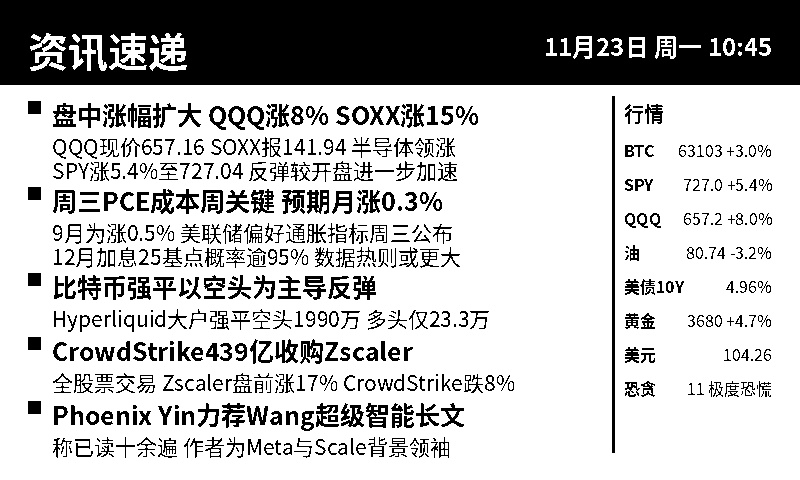 资讯速递
11月23日 周一 10:45
盘中涨幅扩大 QQQ涨8% SOXX涨15%
QQQ现价657.16 SOXX报141.94 半导体领涨
SPY涨5.4%至727.04 反弹较开盘进一步加速
周三PCE成本周关键 预期月涨0.3%
9月为涨0.5% 美联储偏好通胀指标周三公布
12月加息25基点概率逾95% 数据热则或更大
比特币强平以空头为主导反弹
Hyperliquid大户强平空头1990万 多头仅23.3万
CrowdStrike439亿收购Zscaler
全股票交易 Zscaler盘前涨17% CrowdStrike跌8%
Phoenix Yin力荐Wang超级智能长文
称已读十余遍 作者为Meta与Scale背景领袖
行情
BTC 63103 +3.0%
SPY 727.0 +5.4%
QQQ 657.2 +8.0%
油 80.74 -3.2%
美债10Y 4.96%
黄金 3680 +4.7%
美元 104.26
恐贪 11 极度恐慌